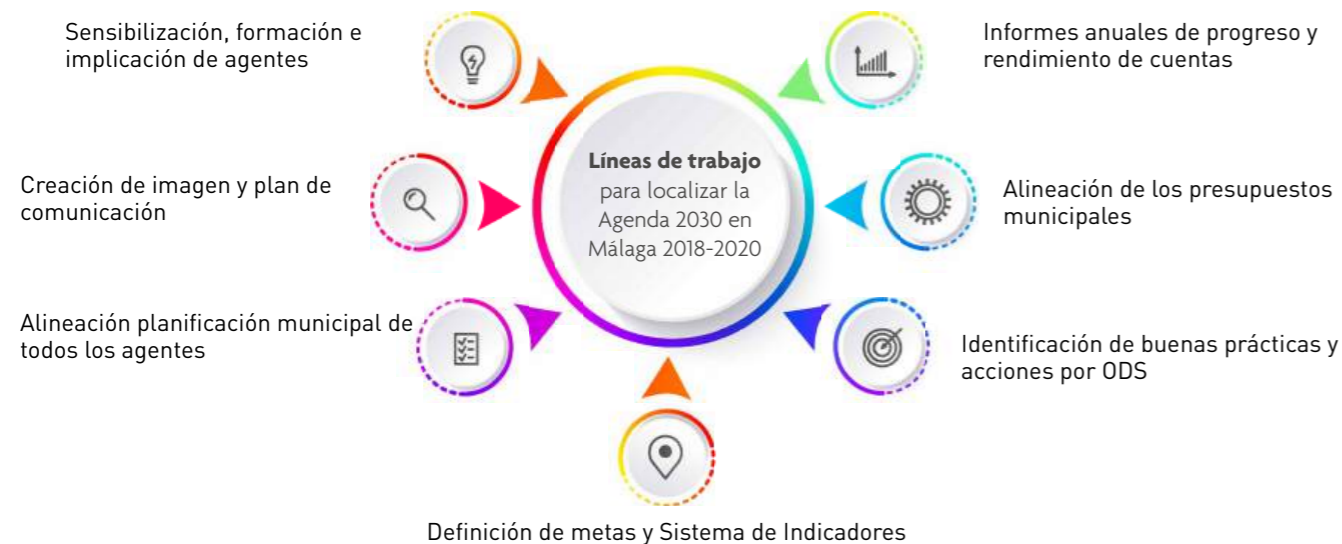 Sensibilización, formación e
implicación de agentes
Informes anuales de progreso y
rendimiento de cuentas
Líneas de trabajo
para localizar la
Agenda 2030 en
Málaga 2018-2020
Creación de imagen y plan de
comunicación
Alineación de los presupuestos
municipales
Alineación planificación municipal de
todos los agentes
Identificación de buenas prácticas y
acciones por ODS
Definición de metas y Sistema de Indicadores